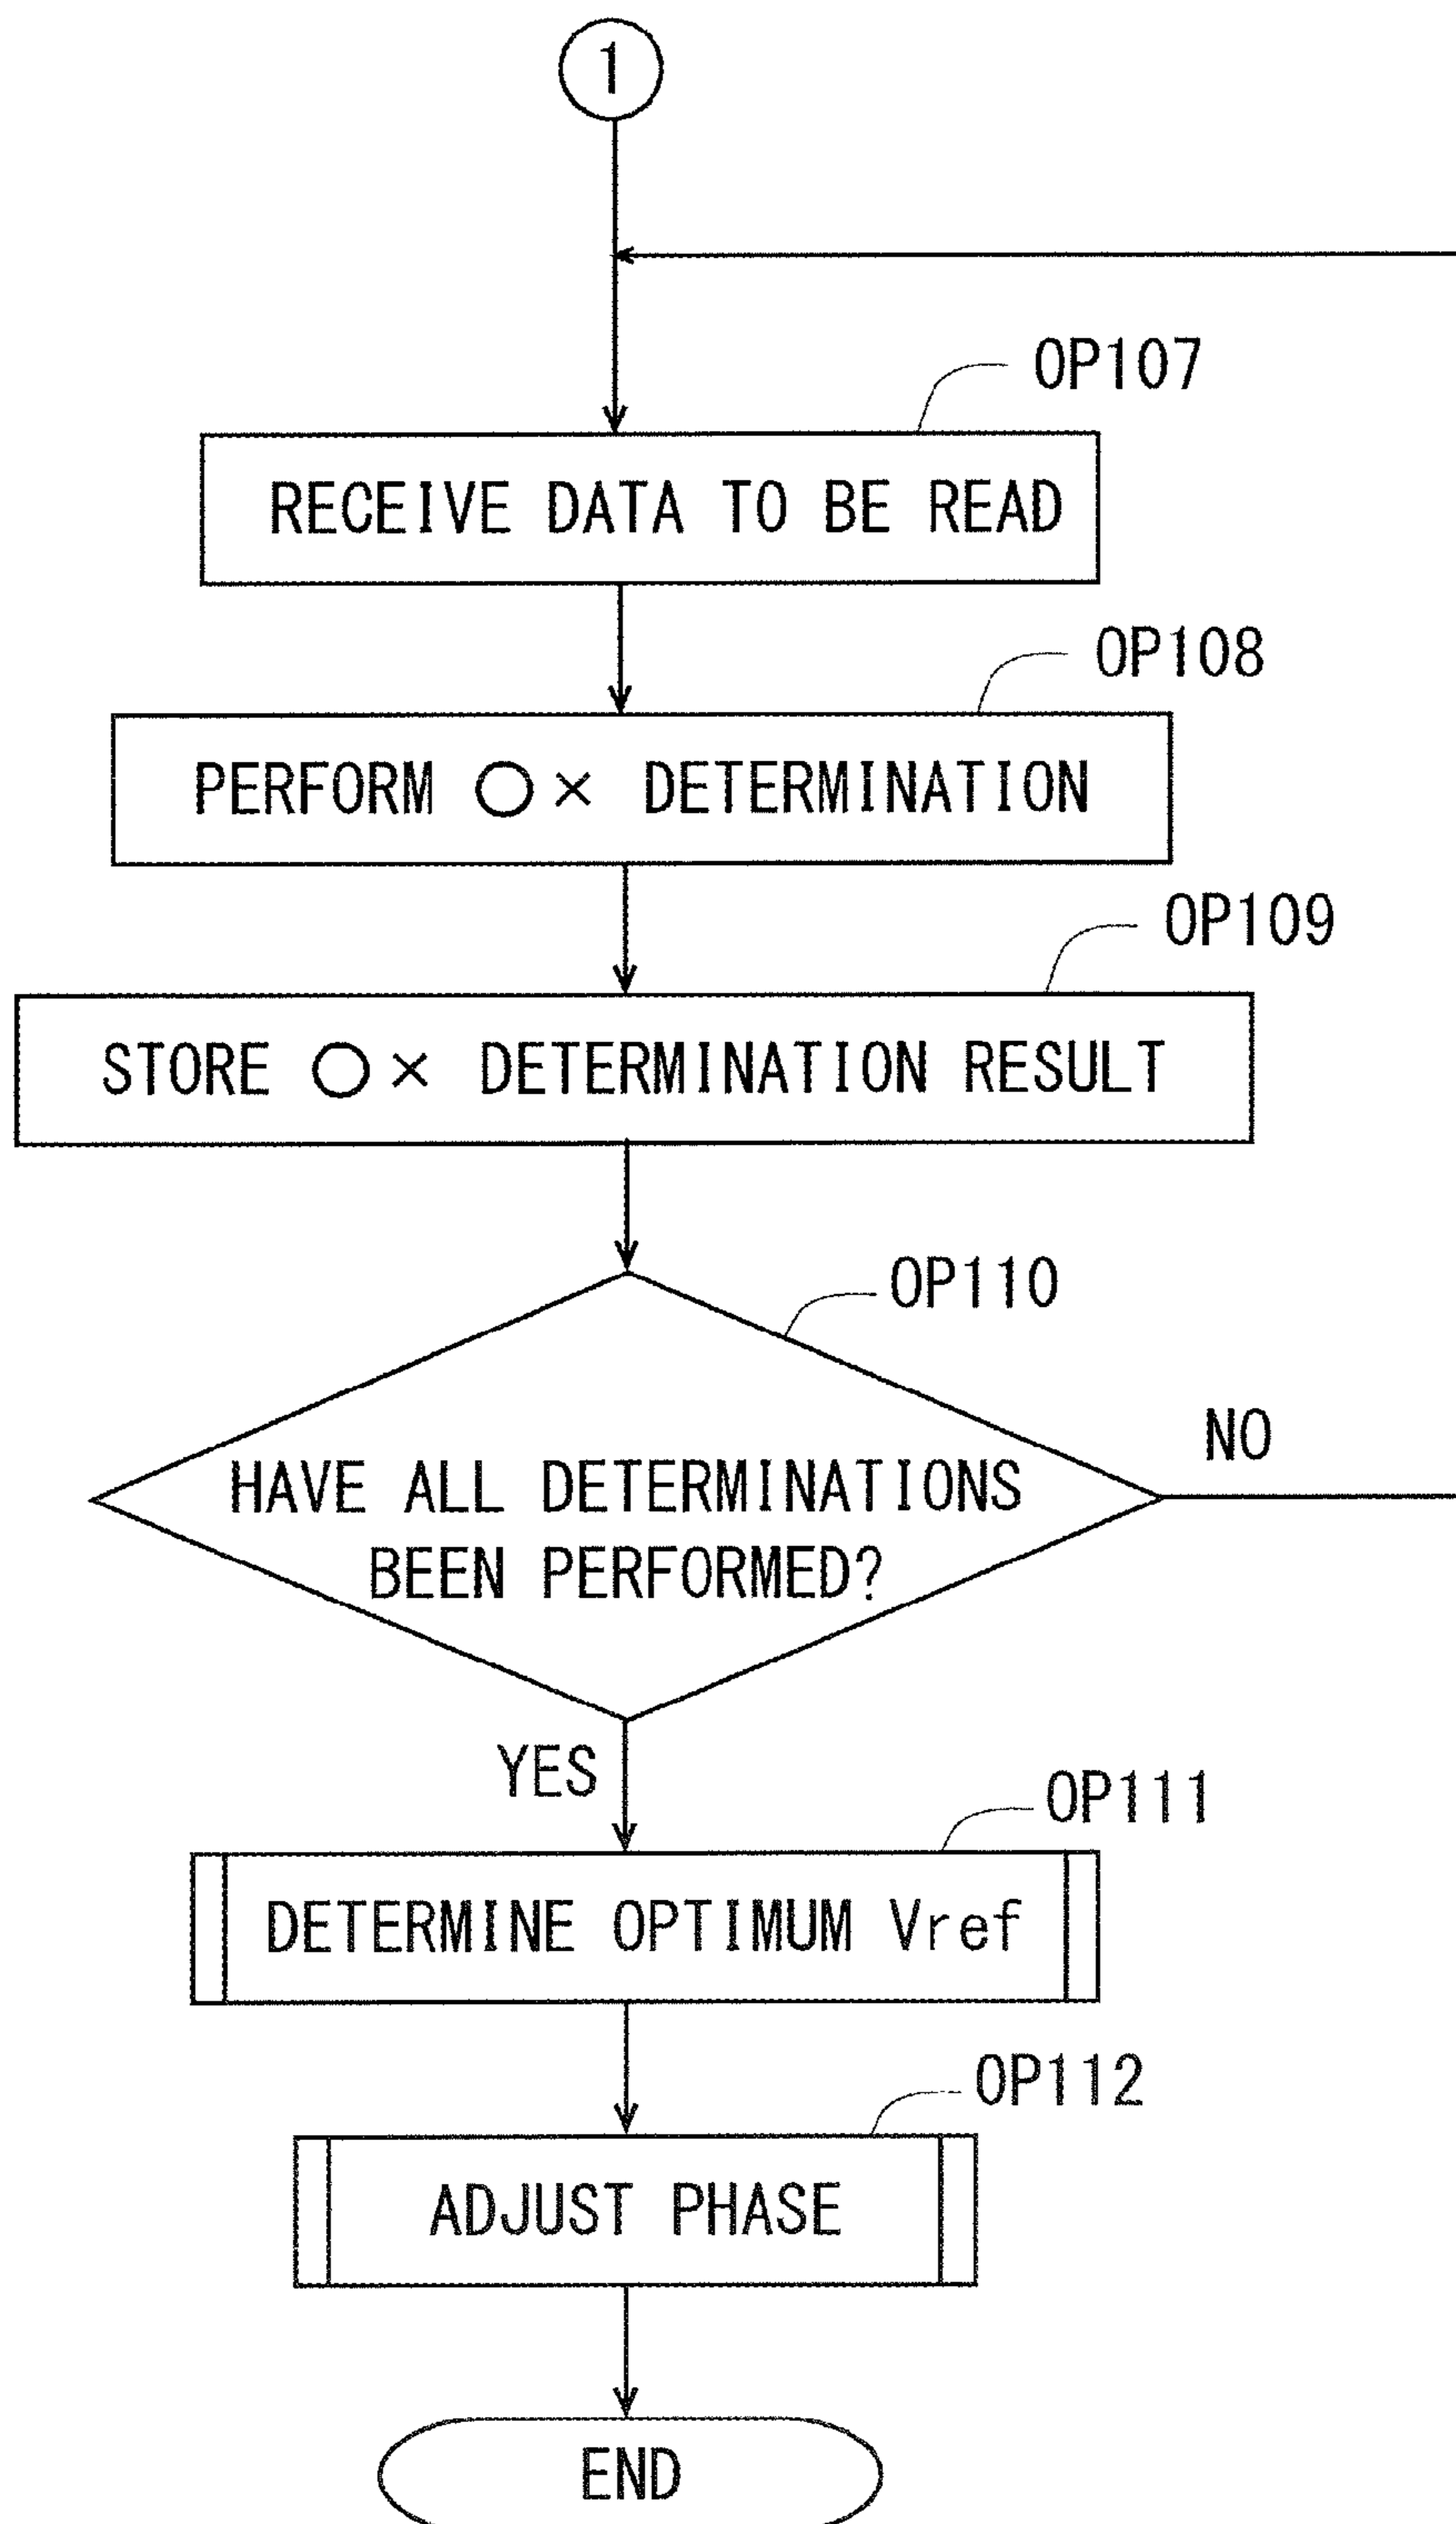 1
OP107
RECEIVE DATA TO BE READ
OP108
PERFORM ○× DETERMINATION
OP109
STORE ○× DETERMINATION RESULT
OP110
NO
HAVE ALL DETERMINATIONS
BEEN PERFORMED?
YES
OP111
DETERMINE OPTIMUM Vref
OP112
ADJUST PHASE
END